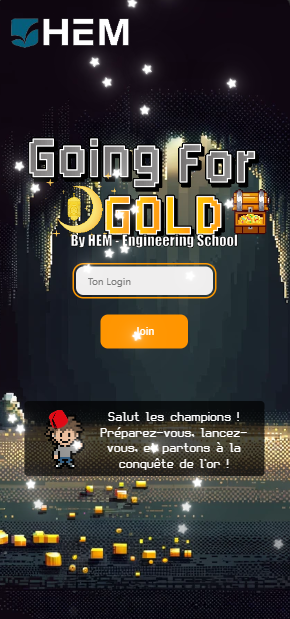 HEM
Going For
GOLD
By HEM - Engineering School
Ton Login
Join
Salut les champions !
Préparez-vous, lancez-
vous, et partons à la
conquête de l'or !